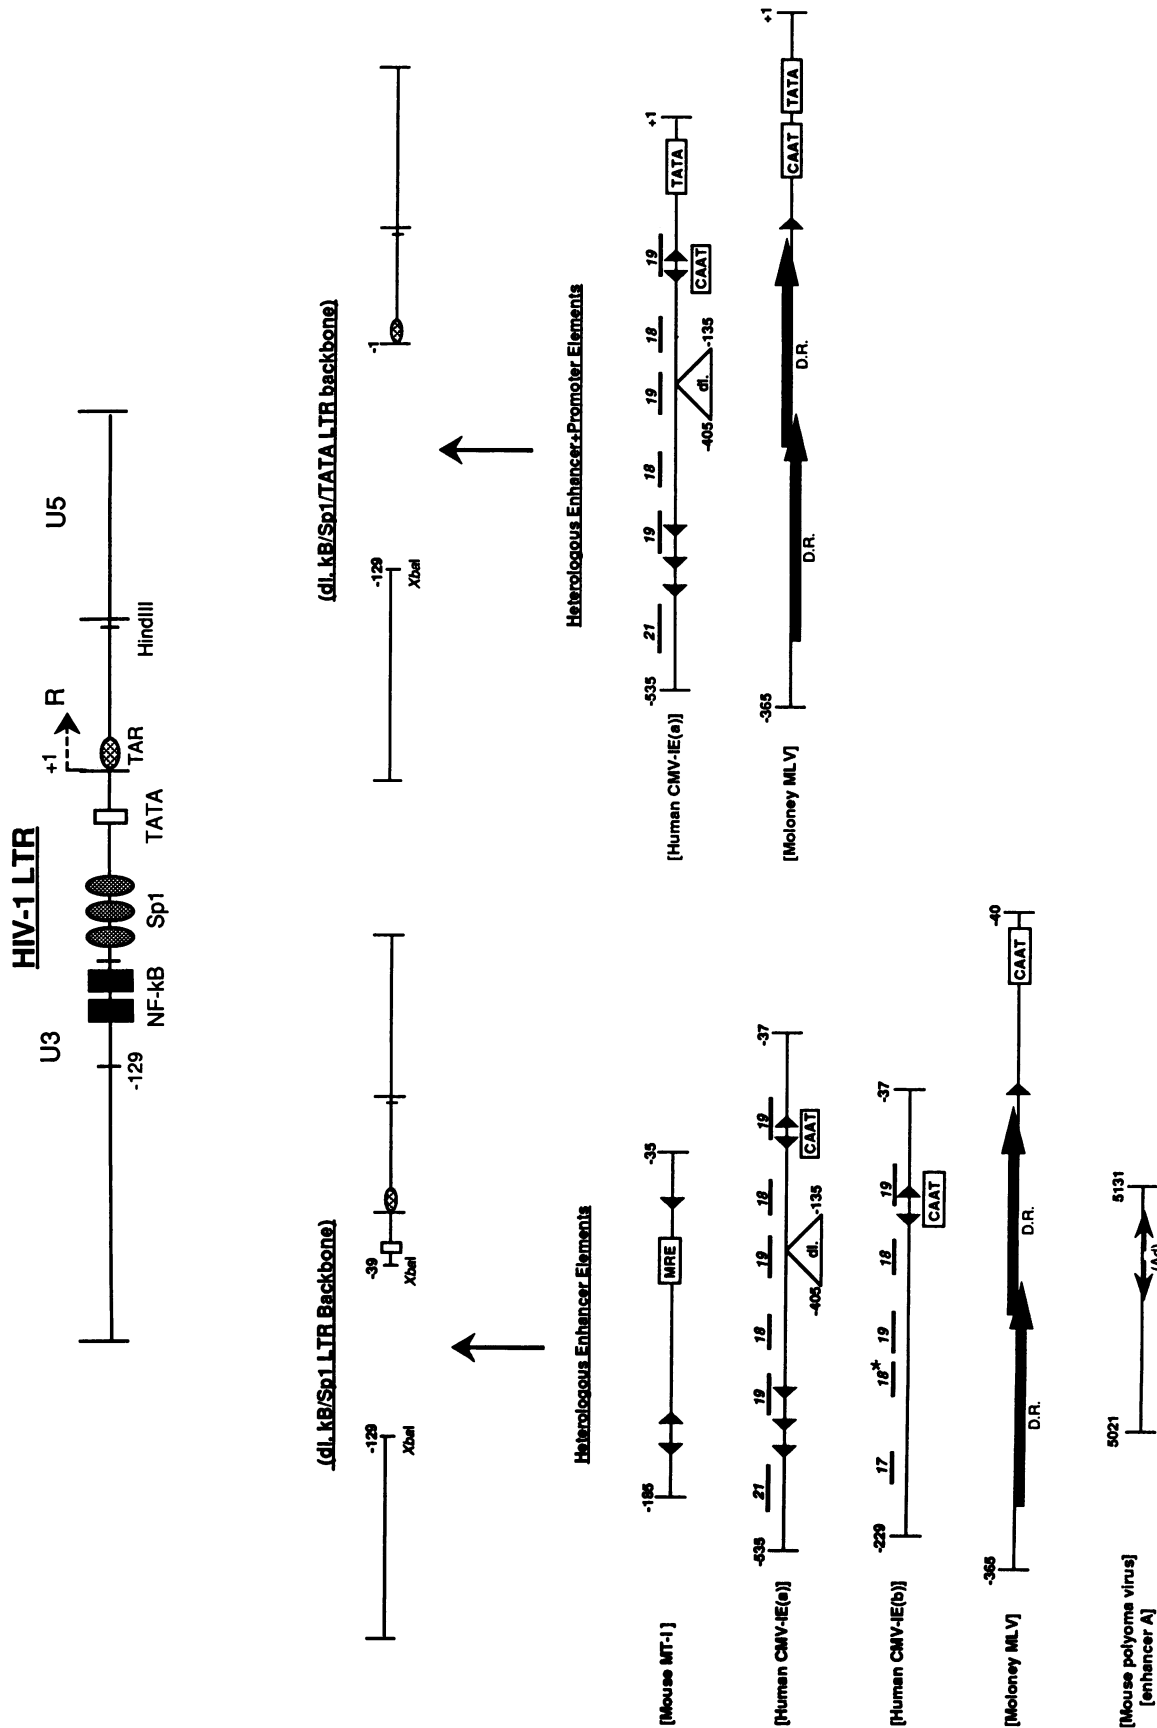 HIV-1 LTR
U3
+1
R
U5
-129
NF-kB
Sp1
TATA
TAR
HindIII
(dl. kB/Sp1 LTR Backbone)
-129
XbaI
-39
XbaI
Heterologous Enhancer Elements
[Mouse MT-I ]
-185
MRE
-35
[Human CMV-IE(a)]
-535
21
19
18
19
18
19
-37
dl.
-405
-135
CAAT
[Human CMV-IE(b)]
-229
17
18*
19
18
19
-37
CAAT
[Moloney MLV]
-365
D.R.
D.R.
CAAT
-40
[Mouse polyoma virus]
[enhancer A]
5021
5131
(Ad)
(dl. kB/Sp1/TATA LTR backbone)
-129
XbaI
-1
Heterologous Enhancer+Promoter Elements
[Human CMV-IE(a)]
-535
21
19
18
19
18
19
TATA
+1
dl.
-405
-135
CAAT
[Moloney MLV]
-365
D.R.
D.R.
CAAT
TATA
+1